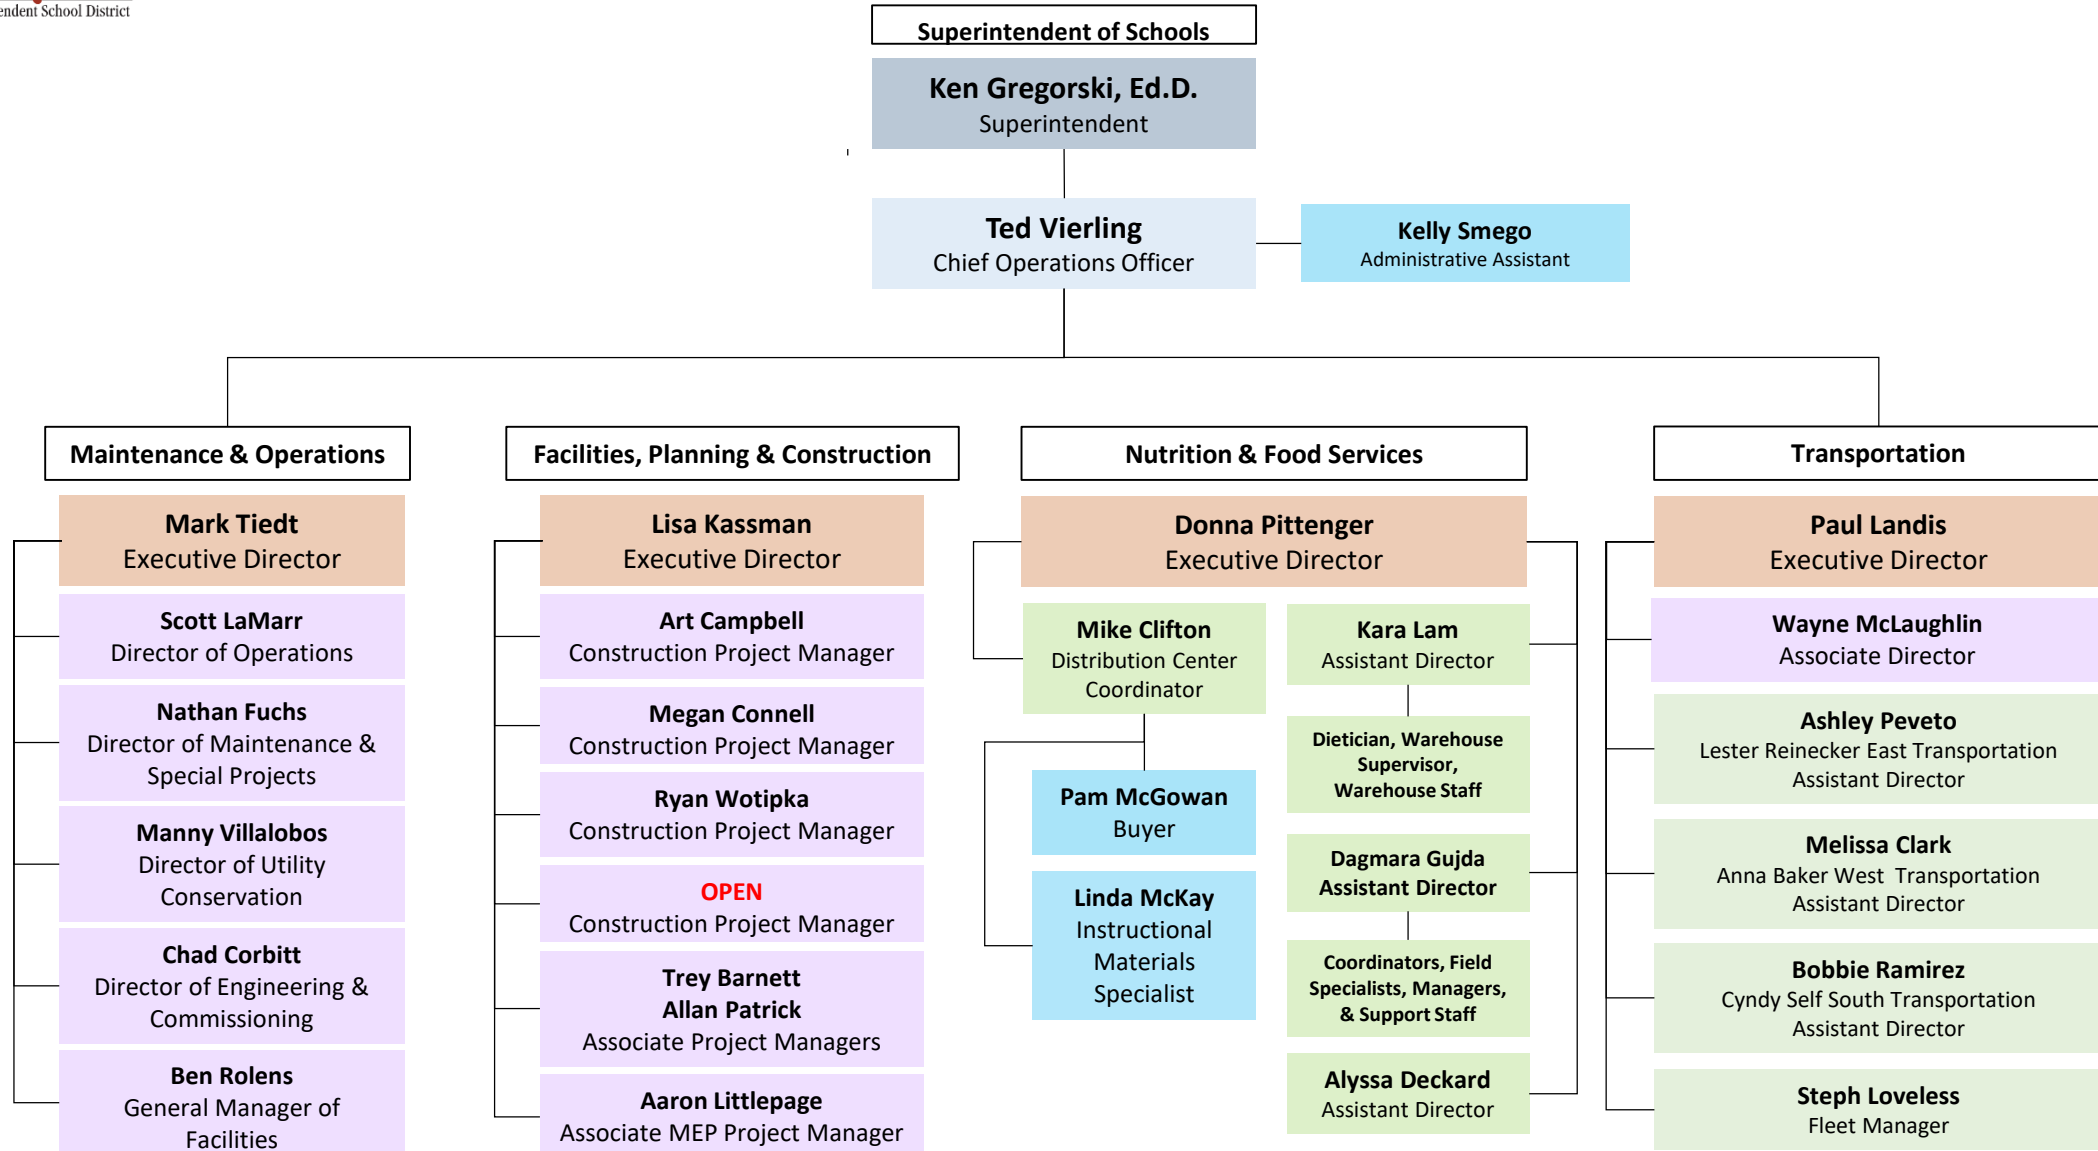 Independent School District
Superintendent of Schools
Ken Gregorski, Ed.D.
Superintendent
Ted Vierling
Chief Operations Officer
Kelly Smego
Administrative Assistant
Maintenance & Operations
Mark Tiedt
Executive Director
Scott LaMarr
Director of Operations
Nathan Fuchs
Director of Maintenance &
Special Projects
Manny Villalobos
Director of Utility
Conservation
Chad Corbitt
Director of Engineering &
Commissioning
Ben Rolens
General Manager of
Facilities
Facilities, Planning & Construction
Lisa Kassman
Executive Director
Art Campbell
Construction Project Manager
Megan Connell
Construction Project Manager
Ryan Wotipka
Construction Project Manager
OPEN
Construction Project Manager
Trey Barnett
Allan Patrick
Associate Project Managers
Aaron Littlepage
Associate MEP Project Manager
Nutrition & Food Services
Donna Pittenger
Executive Director
Mike Clifton
Distribution Center
Coordinator
Pam McGowan
Buyer
Linda McKay
Instructional
Materials
Specialist
Kara Lam
Assistant Director
Dietician, Warehouse
Supervisor,
Warehouse Staff
Dagmara Gujda
Assistant Director
Coordinators, Field
Specialists, Managers,
& Support Staff
Alyssa Deckard
Assistant Director
Transportation
Paul Landis
Executive Director
Wayne McLaughlin
Associate Director
Ashley Peveto
Lester Reinecker East Transportation
Assistant Director
Melissa Clark
Anna Baker West Transportation
Assistant Director
Bobbie Ramirez
Cyndy Self South Transportation
Assistant Director
Steph Loveless
Fleet Manager